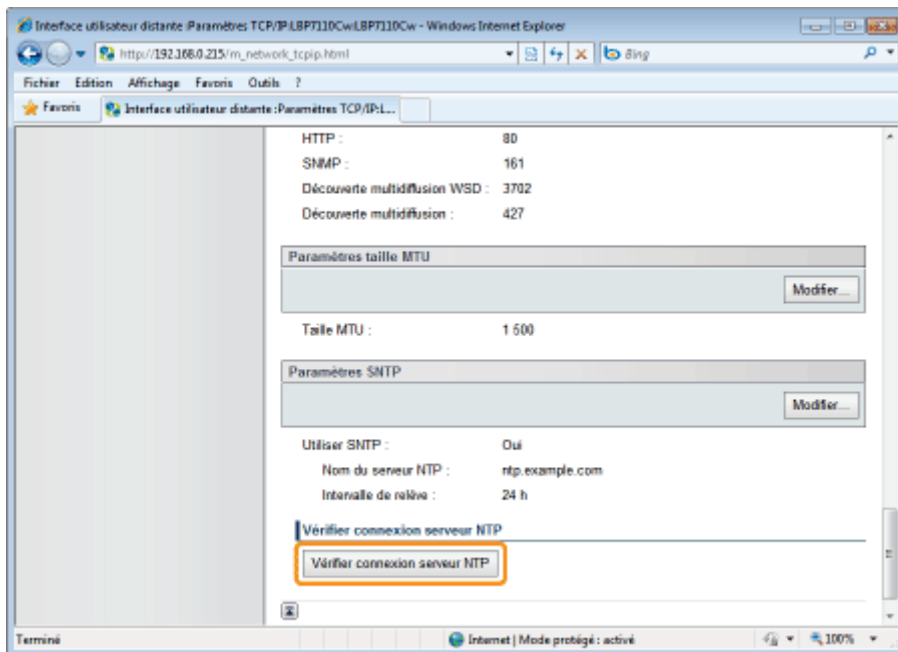 Interface utilisateur distante :Paramètres TCP/IP:LBP7110Cw:LBP7110Cw - Windows Internet Explorer
http://192.168.0.215/m_network_tcpip.html
Bing
Fichier Edition Affichage Favoris Outils ?
Favoris Interface utilisateur distante :Paramètres TCP/IP:L...
HTTP : 80
SNMP : 161
Découverte multidiffusion WSD : 3702
Découverte multidiffusion : 427
Paramètres taille MTU
Modifier...
Taille MTU : 1 500
Paramètres SNTP
Modifier...
Utiliser SNTP : Oui
Nom du serveur NTP : ntp.example.com
Intervalle de relève : 24 h
Vérifier connexion serveur NTP
Vérifier connexion serveur NTP
Terminé Internet | Mode protégé : activé 100%